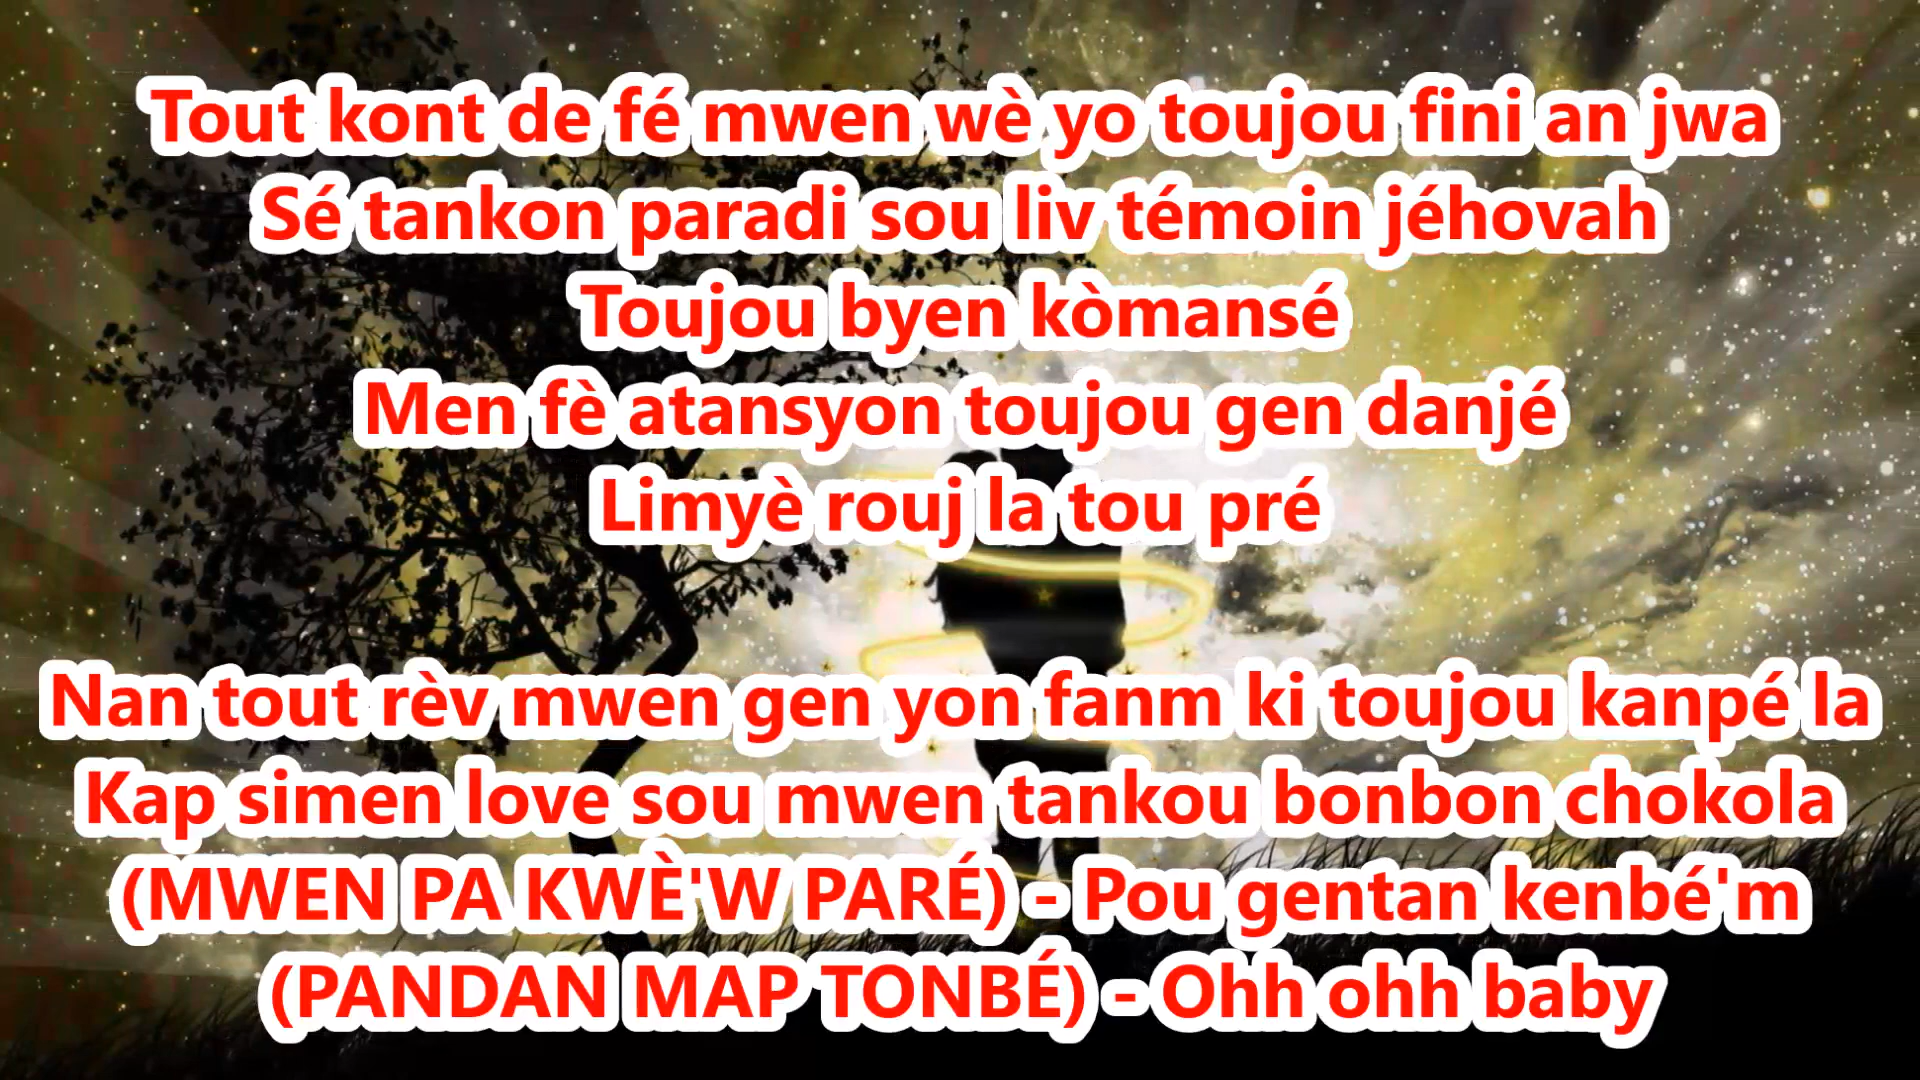 Tout kont de fé mwen wè yo toujou fini an jwa
Sé tankon paradi sou liv témoin jéhovah
Toujou byen kòmansé
Men fè atansyon toujou gen danjé
Limyè rouj la tou pré
Nan tout rèv mwen gen yon fanm ki toujou kanpé la
Kap simen love sou mwen tankou bonbon chokola
(MWEN PA KWÈ'W PARÉ) - Pou gentan kenbé'm
(PANDAN MAP TONBÉ) - Ohh ohh baby